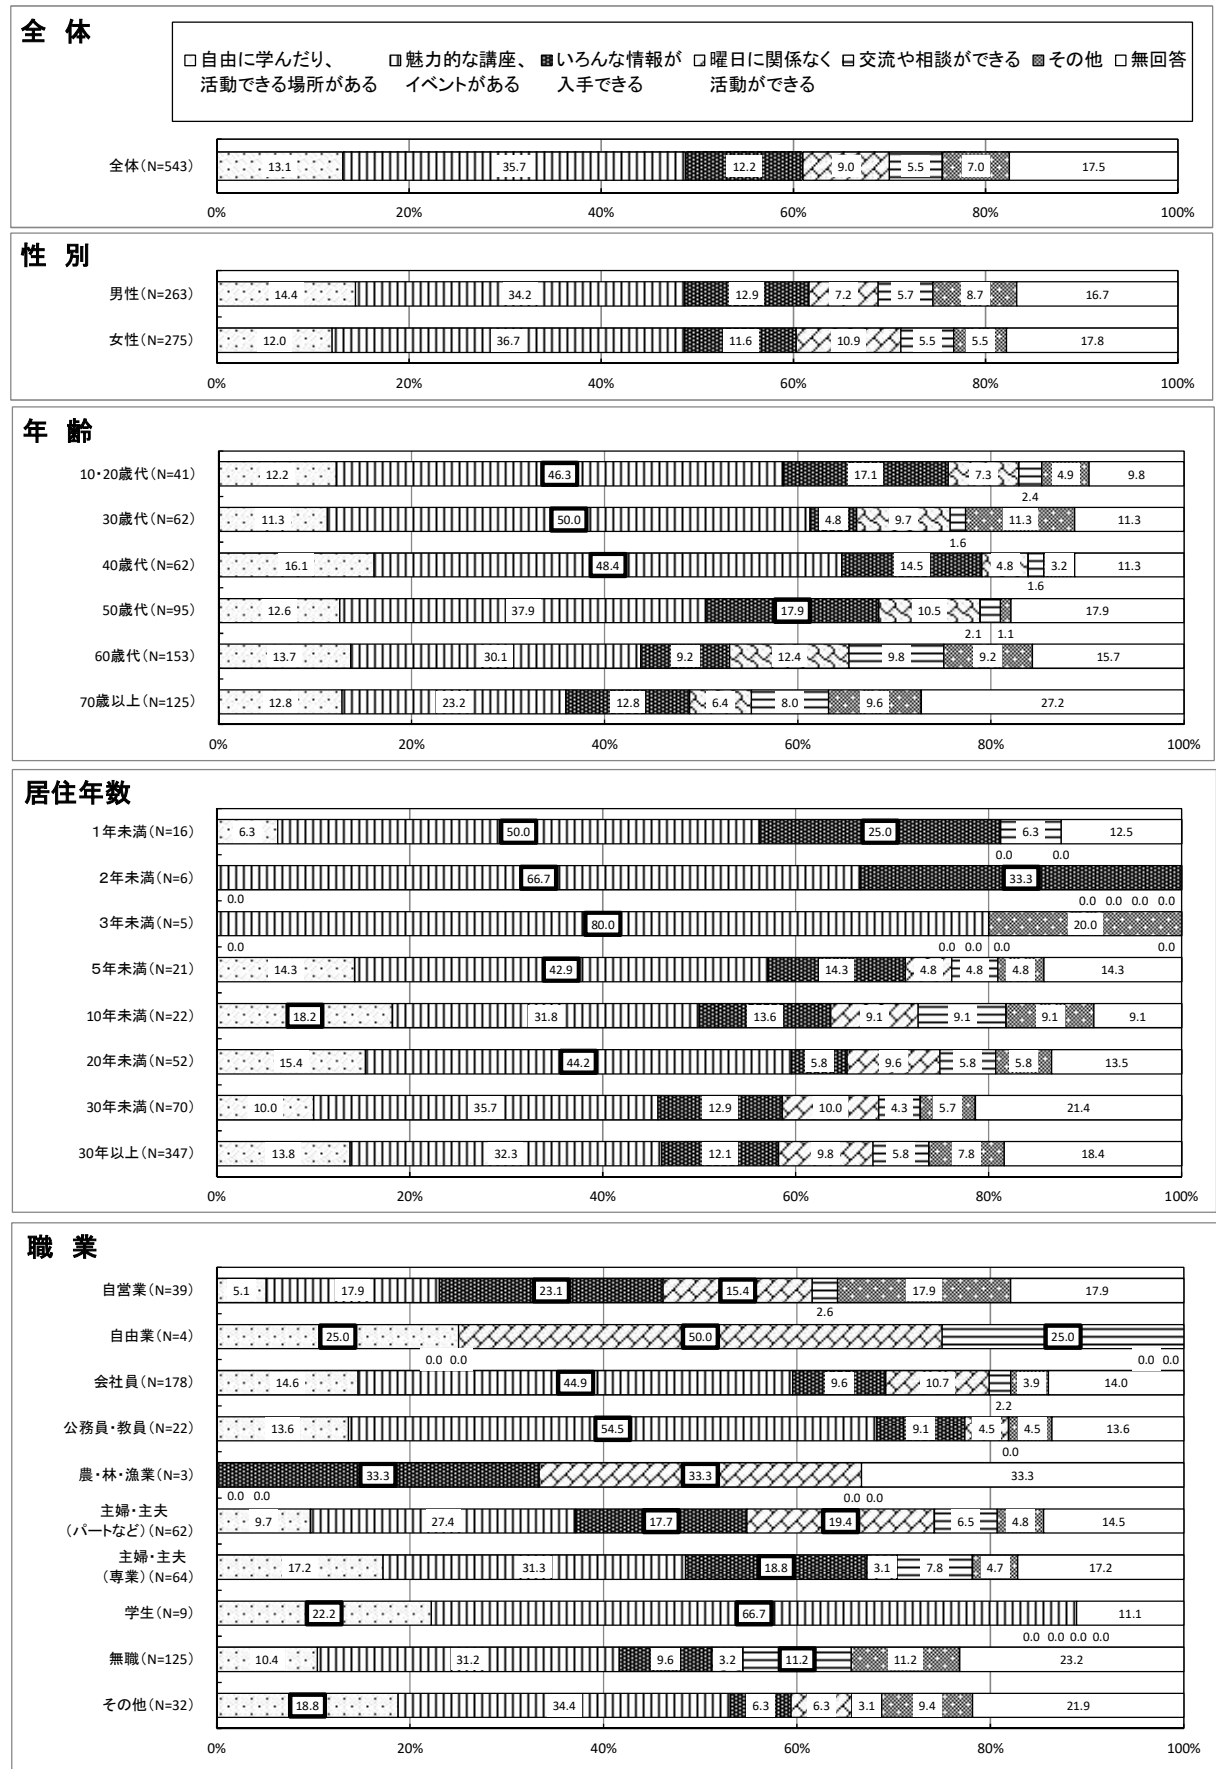 全 体
□自由に学んだり、 活動できる場所がある
魅力的な講座、 イベントがある
いろんな情報が 入手できる
曜日に関係なく 活動ができる
交流や相談ができる
その他
□無回答
全体(N=543) 13.1 35.7 12.2 9.0 5.5 7.0 17.5
0% 20% 40% 60% 80% 100%
性 別
男性(N=263) 14.4 34.2 12.9 7.2 5.7 8.7 16.7
女性(N=275) 12.0 36.7 11.6 10.9 5.5 5.5 17.8
0% 20% 40% 60% 80% 100%
年 齢
10・20歳代(N=41) 12.2 46.3 17.1 7.3 4.9 9.8
2.4
30歳代(N=62) 11.3 50.0 4.8 9.7 11.3 11.3
1.6
40歳代(N=62) 16.1 48.4 14.5 4.8 3.2 11.3
1.6
50歳代(N=95) 12.6 37.9 17.9 10.5 17.9
2.1 1.1
60歳代(N=153) 13.7 30.1 9.2 12.4 9.8 9.2 15.7
70歳以上(N=125) 12.8 23.2 12.8 6.4 8.0 9.6 27.2
0% 20% 40% 60% 80% 100%
居住年数
1年未満(N=16) 6.3 50.0 25.0 6.3 12.5
0.0 0.0
2年未満(N=6) 66.7 33.3
0.0 0.0 0.0 0.0 0.0
3年未満(N=5) 80.0 20.0
0.0 0.0 0.0 0.0 0.0
5年未満(N=21) 14.3 42.9 14.3 4.8 4.8 4.8 14.3
10年未満(N=22) 18.2 31.8 13.6 9.1 9.1 9.1 9.1
20年未満(N=52) 15.4 44.2 5.8 9.6 5.8 5.8 13.5
30年未満(N=70) 10.0 35.7 12.9 10.0 4.3 5.7 21.4
30年以上(N=347) 13.8 32.3 12.1 9.8 5.8 7.8 18.4
0% 20% 40% 60% 80% 100%
職 業
自営業(N=39) 5.1 17.9 23.1 15.4 17.9 17.9
2.6
自由業(N=4) 25.0 50.0 25.0
0.0 0.0 0.0 0.0
会社員(N=178) 14.6 44.9 9.6 10.7 3.9 14.0
2.2
公務員・教員(N=22) 13.6 54.5 9.1 4.5 4.5 13.6
0.0
農・林・漁業(N=3) 33.3 33.3 33.3
0.0 0.0 0.0 0.0
主婦・主夫
(パートなど)(N=62) 9.7 27.4 17.7 19.4 6.5 4.8 14.5
主婦・主夫
(専業)(N=64) 17.2 31.3 18.8 3.1 7.8 4.7 17.2
学生(N=9) 22.2 66.7 11.1
0.0 0.0 0.0 0.0
無職(N=125) 10.4 31.2 9.6 3.2 11.2 11.2 23.2
その他(N=32) 18.8 34.4 6.3 6.3 3.1 9.4 21.9
0% 20% 40% 60% 80% 100%